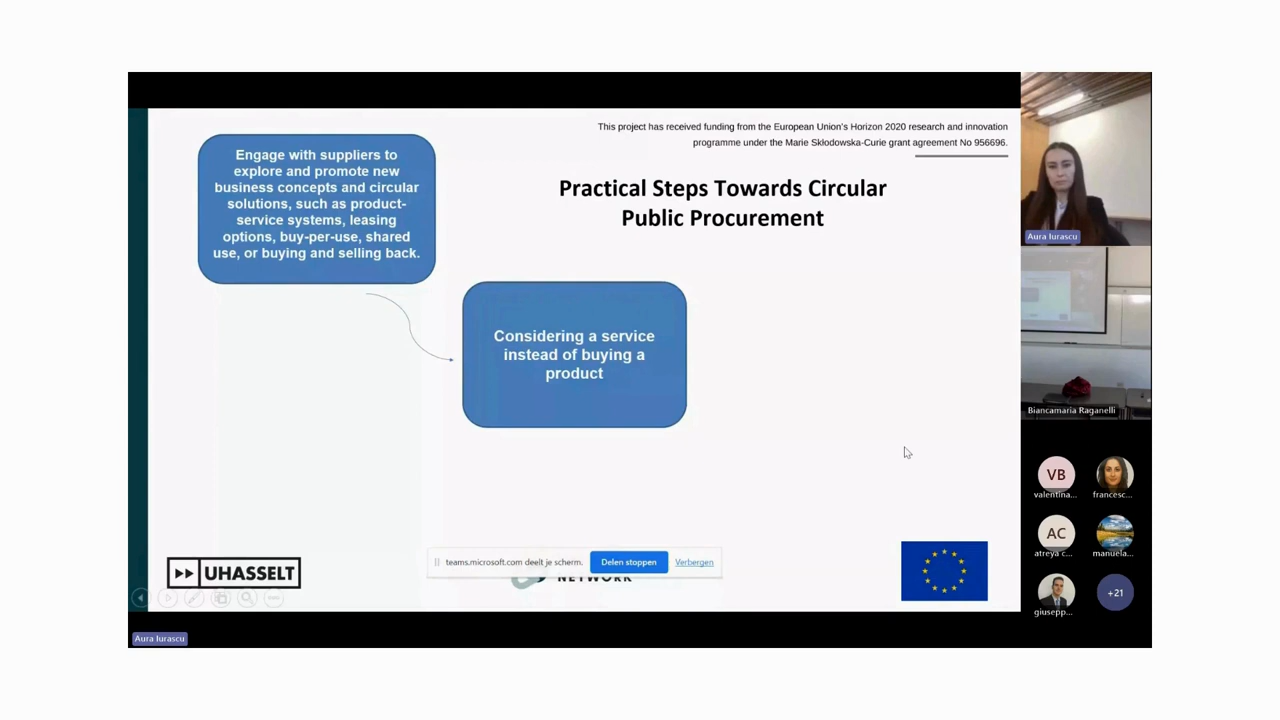 This project has received funding from the European Union's Horizon 2020 research and innovation
programme under the Marie Skłodowska-Curie grant agreement No 956696.
Engage with suppliers to
explore and promote new
business concepts and circular
solutions, such as product-
service systems, leasing
options, buy-per-use, shared
use, or buying and selling back.
Practical Steps Towards Circular
Public Procurement
Considering a service
instead of buying a
product
Aura Iurascu
Biancamaria Raganelli
VB
valentina...
francesc...
AC
atreya c...
manuela...
giusepp...
+21
UHASSELT
teams.microsoft.com deelt je scherm.
Delen stoppen
Verbergen
NETWORK
Aura Iurascu